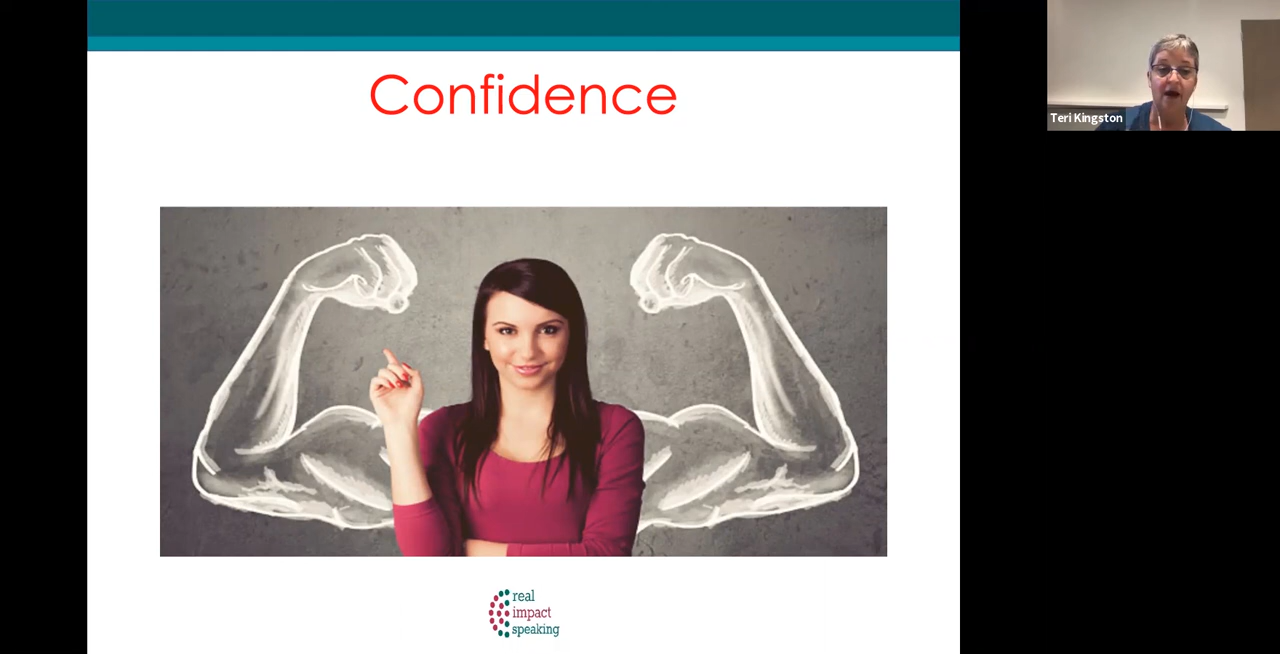 Confidence
Teri Kingston
real
impact
speaking